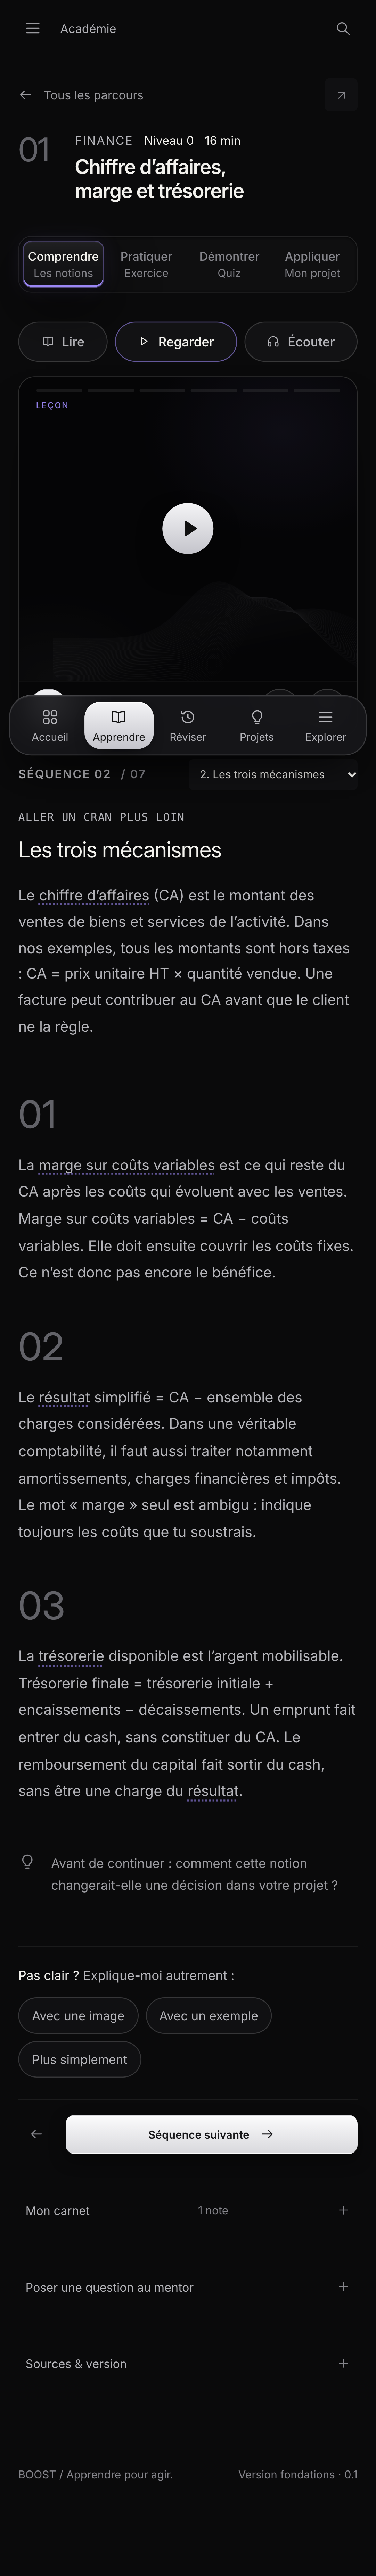 Académie
Tous les parcours
01
FINANCE Niveau 0 16 min
Chiffre d’affaires,
marge et trésorerie
Comprendre
Les notions
Pratiquer
Exercice
Démontrer
Quiz
Appliquer
Mon projet
Lire
Regarder
Écouter
LEÇON
Accueil
Apprendre
Réviser
Projets
Explorer
SÉQUENCE 02 / 07
2. Les trois mécanismes
ALLER UN CRAN PLUS LOIN
Les trois mécanismes
Le chiffre d’affaires (CA) est le montant des
ventes de biens et services de l’activité. Dans
nos exemples, tous les montants sont hors taxes
: CA = prix unitaire HT × quantité vendue. Une
facture peut contribuer au CA avant que le client
ne la règle.
01
La marge sur coûts variables est ce qui reste du
CA après les coûts qui évoluent avec les ventes.
Marge sur coûts variables = CA − coûts
variables. Elle doit ensuite couvrir les coûts fixes.
Ce n’est donc pas encore le bénéfice.
02
Le résultat simplifié = CA − ensemble des
charges considérées. Dans une véritable
comptabilité, il faut aussi traiter notamment
amortissements, charges financières et impôts.
Le mot « marge » seul est ambigu : indique
toujours les coûts que tu soustrais.
03
La trésorerie disponible est l’argent mobilisable.
Trésorerie finale = trésorerie initiale +
encaissements − décaissements. Un emprunt fait
entrer du cash, sans constituer du CA. Le
remboursement du capital fait sortir du cash,
sans être une charge du résultat.
Avant de continuer : comment cette notion
changerait-elle une décision dans votre projet ?
Pas clair ? Explique-moi autrement :
Avec une image
Avec un exemple
Plus simplement
Séquence suivante
Mon carnet
1 note
Poser une question au mentor
Sources & version
BOOST / Apprendre pour agir.
Version fondations · 0.1